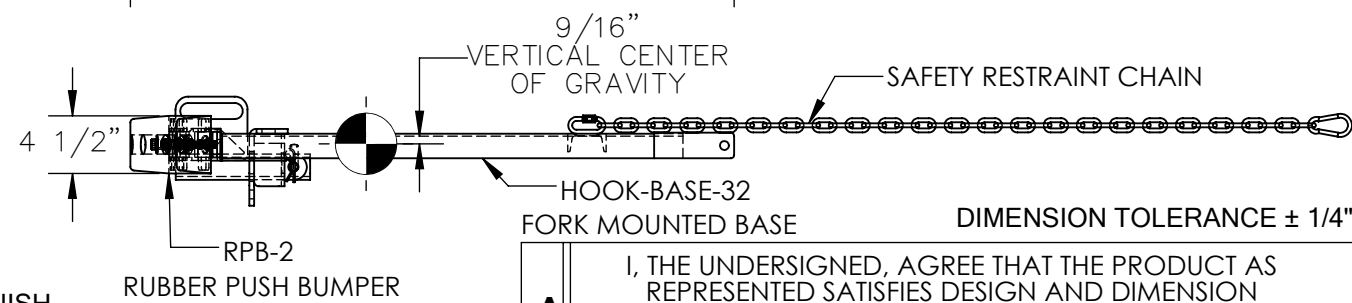 9/16"
VERTICAL CENTER
OF GRAVITY
SAFETY RESTRAINT CHAIN
4 1/2"
HOOK-BASE-32
FORK MOUNTED BASE
DIMENSION TOLERANCE ± 1/4"
RPB-2
RUBBER PUSH BUMPER
I, THE UNDERSIGNED, AGREE THAT THE PRODUCT AS
REPRESENTED SATISFIES DESIGN AND DIMENSION